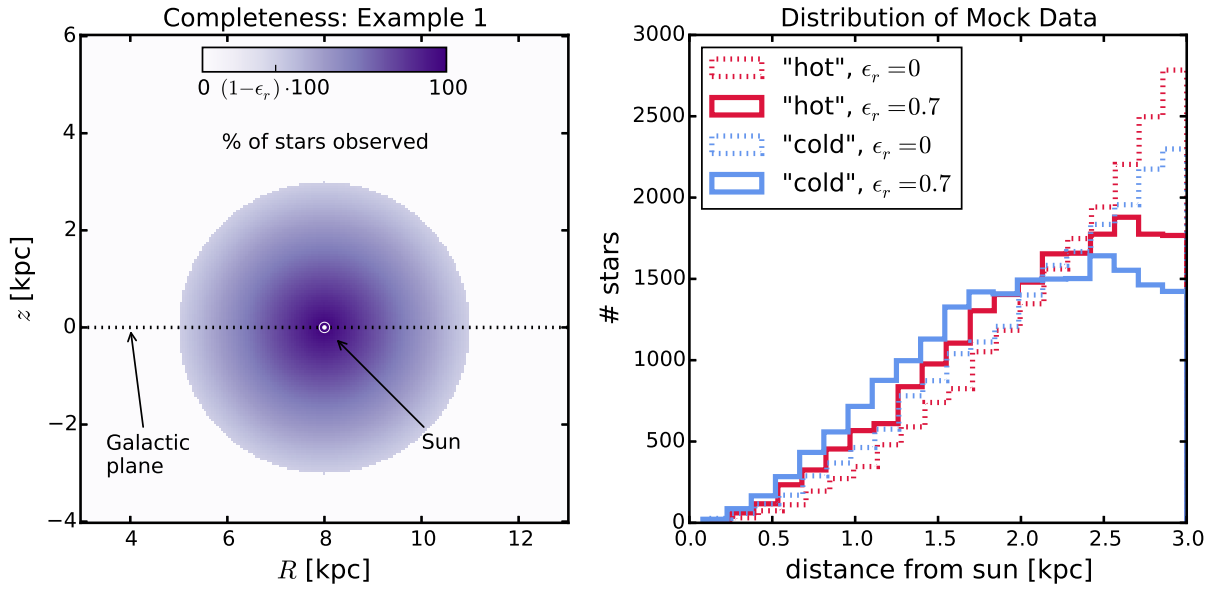 Completeness: Example 1
6
4
2
0
−2
−4
z [kpc]
0 (1−ϵr)·100 100
% of stars observed
Galactic
plane
Sun
4 6 8 10 12
R [kpc]
Distribution of Mock Data
3000
2500
2000
1500
1000
500
0
# stars
"hot", ϵr=0
"hot", ϵr=0.7
"cold", ϵr=0
"cold", ϵr=0.7
0.0 0.5 1.0 1.5 2.0 2.5 3.0
distance from sun [kpc]